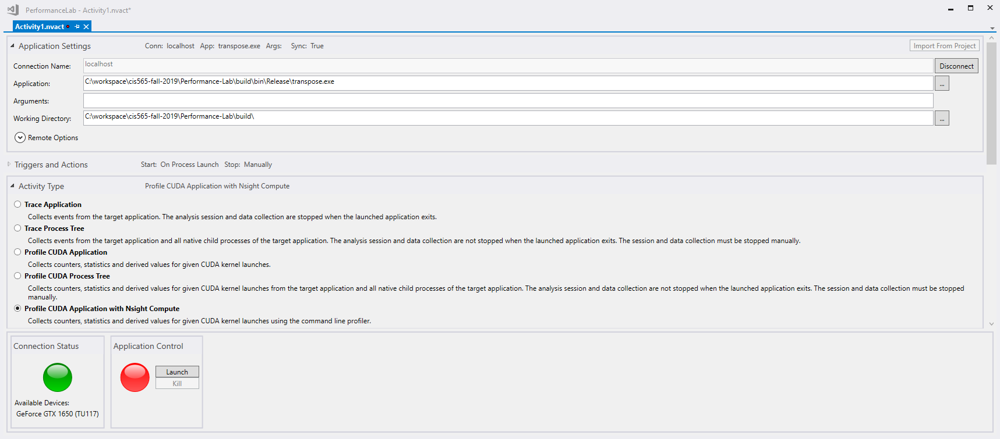 PerformanceLab - Activity1.nvact*
Activity1.nvact
Application Settings Conn: localhost App: transpose.exe Args: Sync: True Import From Project
Connection Name: localhost Disconnect
Application: C:\workspace\cis565-fall-2019\Performance-Lab\build\bin\Release\transpose.exe ...
Arguments:
Working Directory: C:\workspace\cis565-fall-2019\Performance-Lab\build\ ...
Remote Options
Triggers and Actions Start: On Process Launch Stop: Manually
Activity Type Profile CUDA Application with Nsight Compute
Trace Application
Collects events from the target application. The analysis session and data collection are stopped when the launched application exits.
Trace Process Tree
Collects events from the target application and all native child processes of the target application. The analysis session and data collection are not stopped when the launched application exits. The session and data collection must be stopped manually.
Profile CUDA Application
Collects counters, statistics and derived values for given CUDA kernel launches.
Profile CUDA Process Tree
Collects counters, statistics and derived values for given CUDA kernel launches from the target application and all native child processes of the target application. The analysis session and data collection are not stopped when the launched application exits. The session and data collection must be stopped
manually.
Profile CUDA Application with Nsight Compute
Collects counters, statistics and derived values for given CUDA kernel launches using the command line profiler.
Connection Status Application Control
Launch
Kill
Available Devices:
GeForce GTX 1650 (TU117)